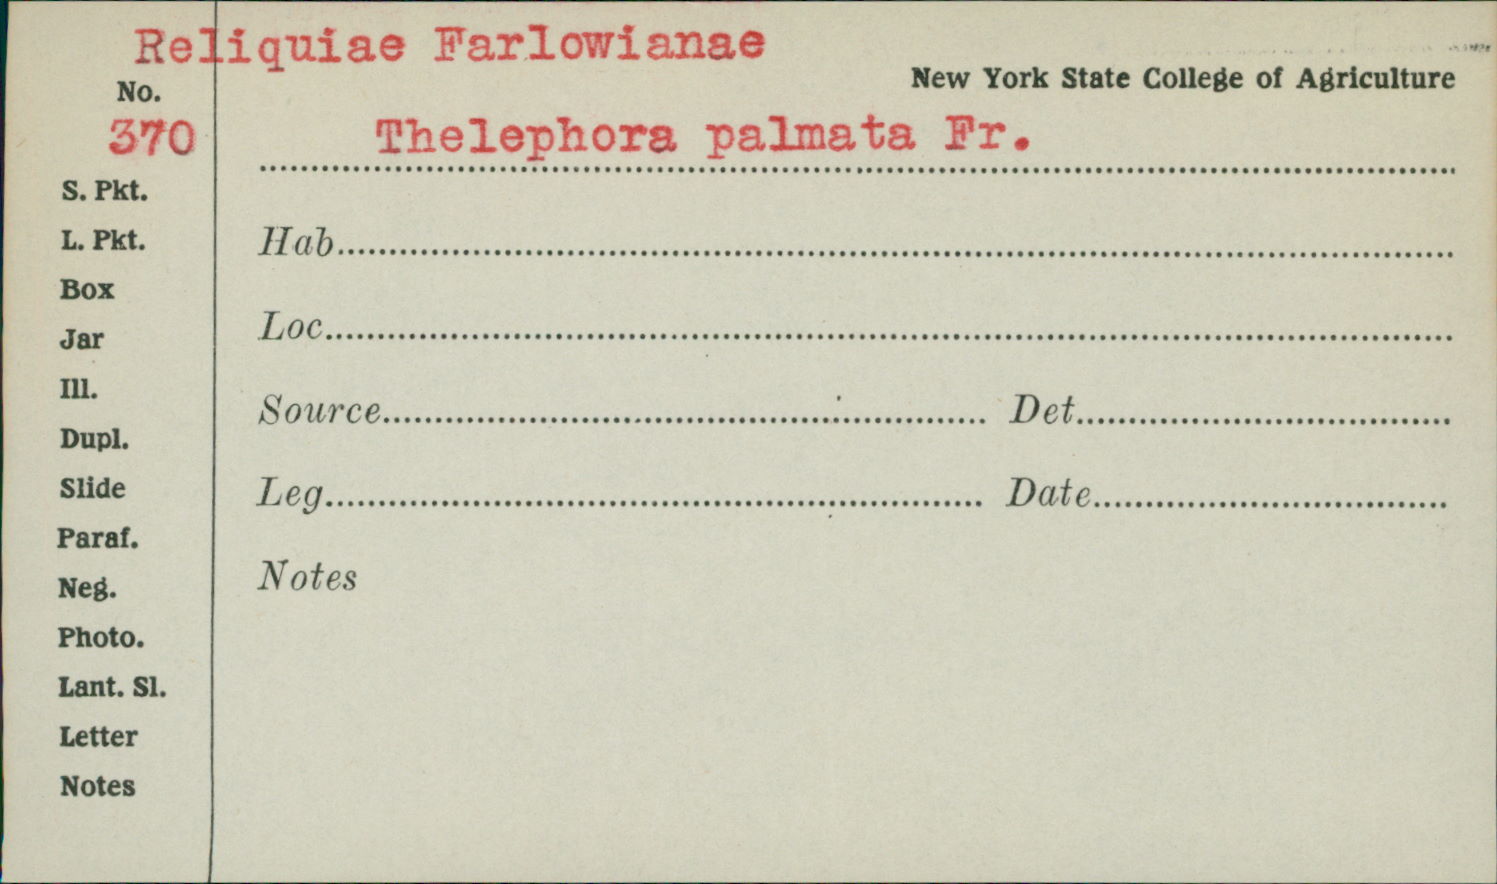 Reliquiae Farlowianae
New York State College of Agriculture
No.
370
Thelephora palmata Fr.
S. Pkt.
L. Pkt.
Box
Jar
Ill.
Dupl.
Slide
Paraf.
Neg.
Photo.
Lant. Sl.
Letter
Notes
Hab.
Loc.
Source. Det.
Leg. Date.
Notes